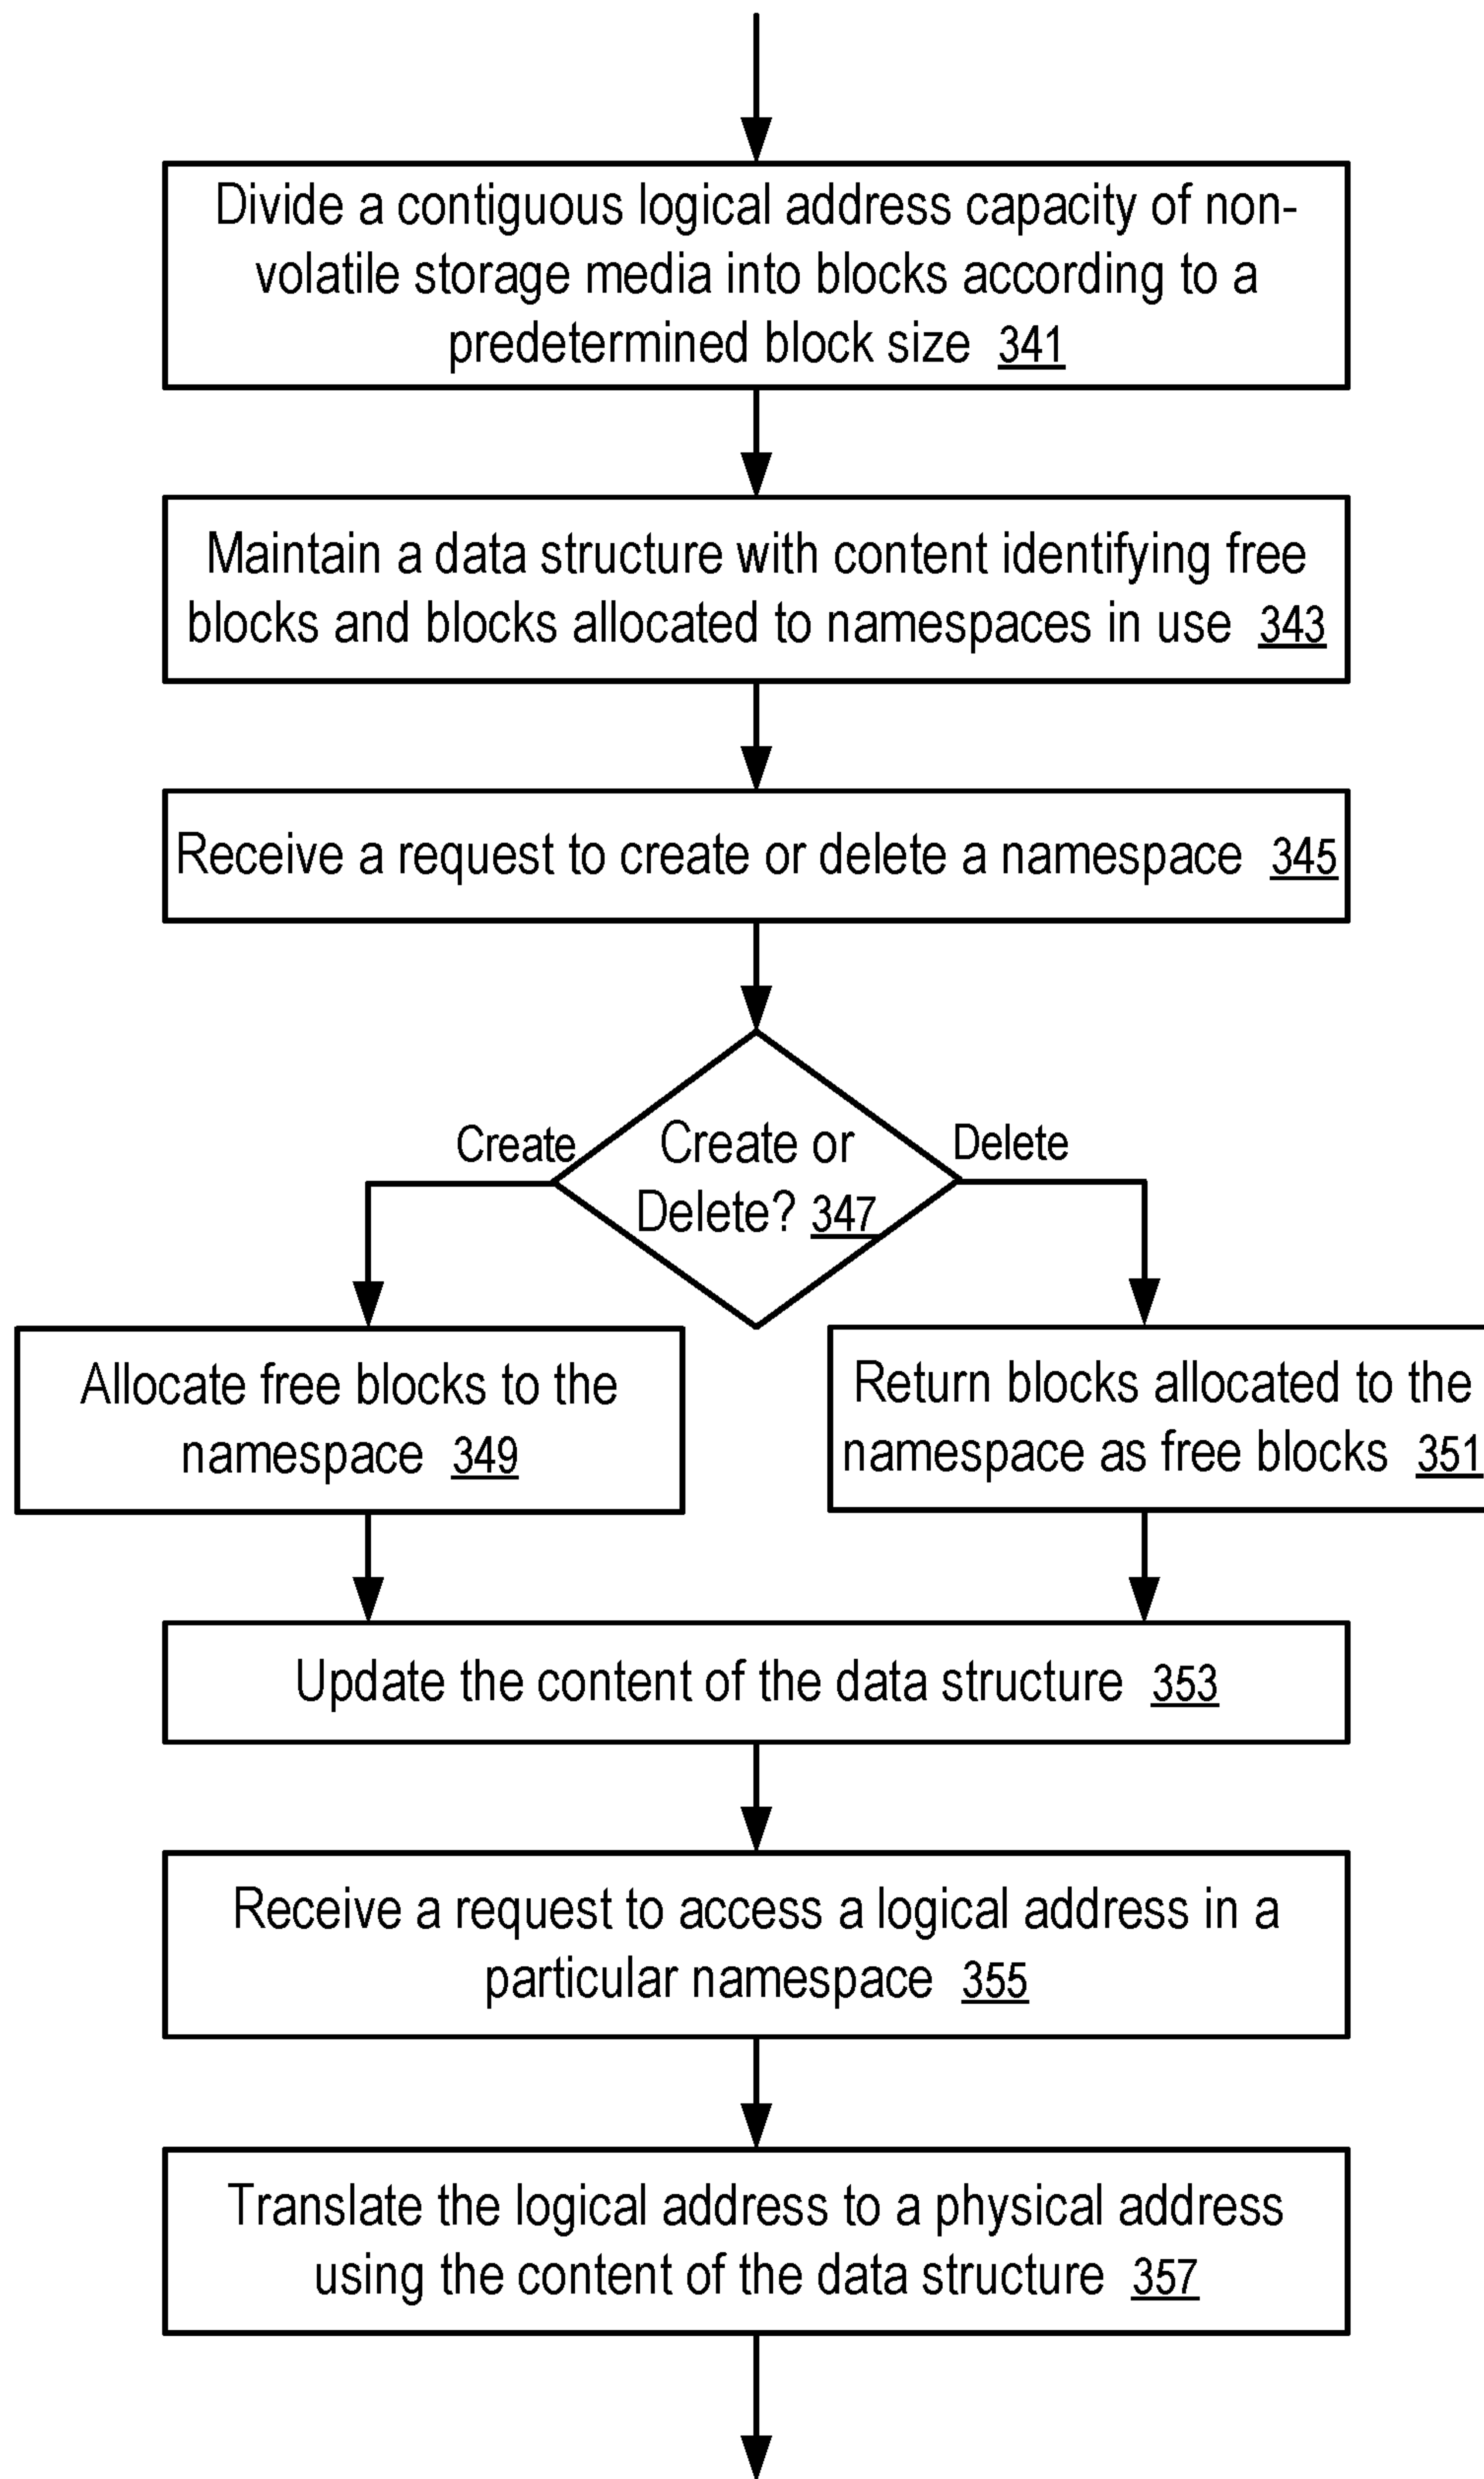 Divide a contiguous logical address capacity of non-
volatile storage media into blocks according to a
predetermined block size 341
Maintain a data structure with content identifying free
blocks and blocks allocated to namespaces in use 343
Receive a request to create or delete a namespace 345
Create
Create or
Delete? 347
Delete
Allocate free blocks to the
namespace 349
Return blocks allocated to the
namespace as free blocks 351
Update the content of the data structure 353
Receive a request to access a logical address in a
particular namespace 355
Translate the logical address to a physical address
using the content of the data structure 357